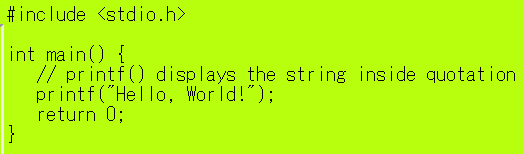 #include <stdio.h>

int main() {
   // printf() displays the string inside quotation
   printf("Hello, World!");
   return 0;
}